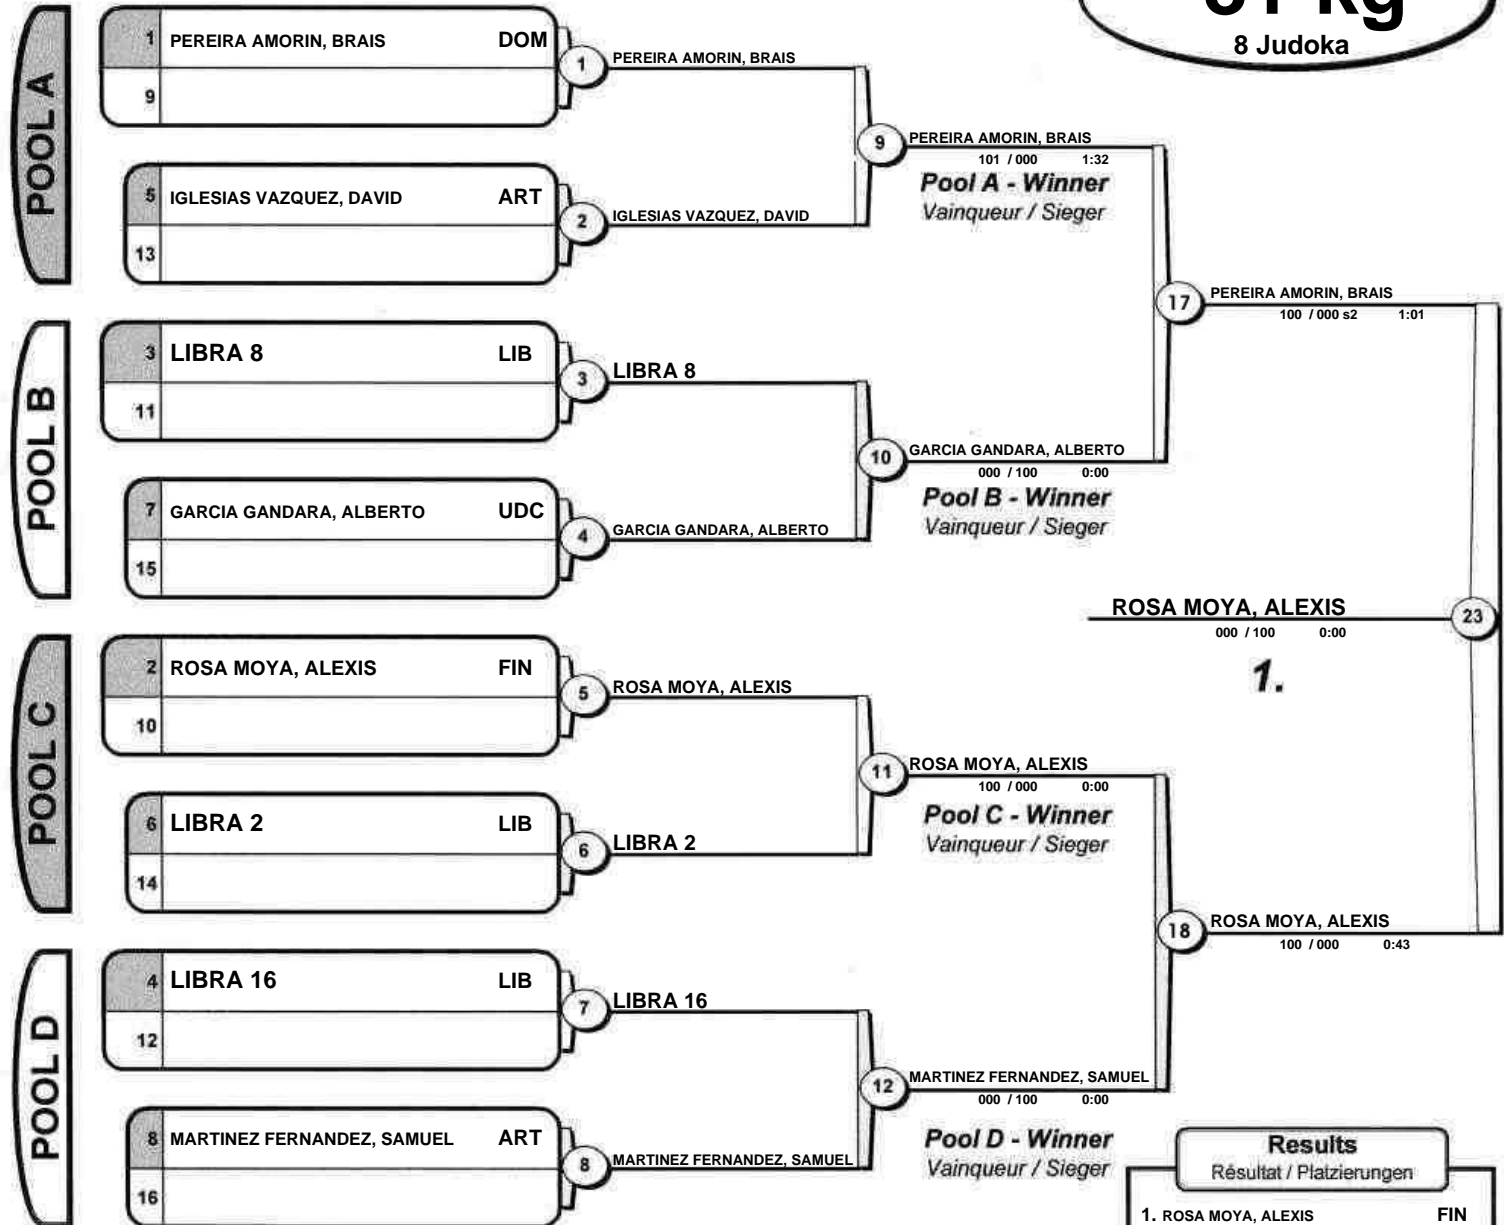 8 Judoka
POOL A
1 PEREIRA AMORIN, BRAIS DOM
9
1 PEREIRA AMORIN, BRAIS
5 IGLESIAS VAZQUEZ, DAVID ART
13
2 IGLESIAS VAZQUEZ, DAVID
9 PEREIRA AMORIN, BRAIS
101 / 000 1:32
Pool A - Winner
Vainqueur / Sieger
POOL B
3 LIBRA 8 LIB
11
3 LIBRA 8
7 GARCIA GANDARA, ALBERTO UDC
15
4 GARCIA GANDARA, ALBERTO
10 GARCIA GANDARA, ALBERTO
000 / 100 0:00
Pool B - Winner
Vainqueur / Sieger
17 PEREIRA AMORIN, BRAIS
100 / 000 s2 1:01
ROSA MOYA, ALEXIS 23
000 / 100 0:00
1.
POOL C
2 ROSA MOYA, ALEXIS FIN
10
5 ROSA MOYA, ALEXIS
6 LIBRA 2 LIB
14
6 LIBRA 2
11 ROSA MOYA, ALEXIS
100 / 000 0:00
Pool C - Winner
Vainqueur / Sieger
18 ROSA MOYA, ALEXIS
100 / 000 0:43
POOL D
4 LIBRA 16 LIB
12
7 LIBRA 16
8 MARTINEZ FERNANDEZ, SAMUEL ART
16
8 MARTINEZ FERNANDEZ, SAMUEL
12 MARTINEZ FERNANDEZ, SAMUEL
000 / 100 0:00
Pool D - Winner
Vainqueur / Sieger
Results
Résultat / Platzierungen
1. ROSA MOYA, ALEXIS FIN